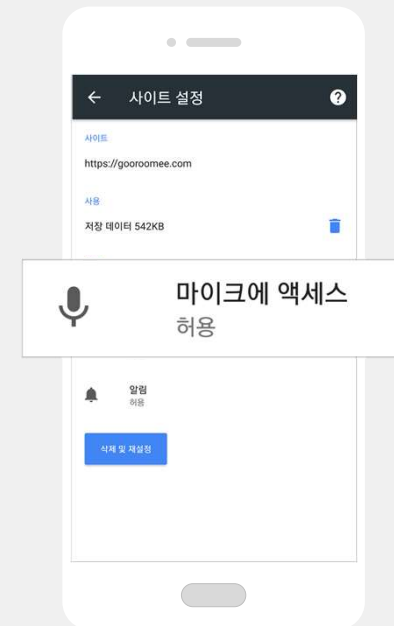 사이트 설정
사이트
https://gooroomee.com
사용
저장 데이터 542KB
마이크에 액세스
허용
알림
허용
삭제 및 재설정